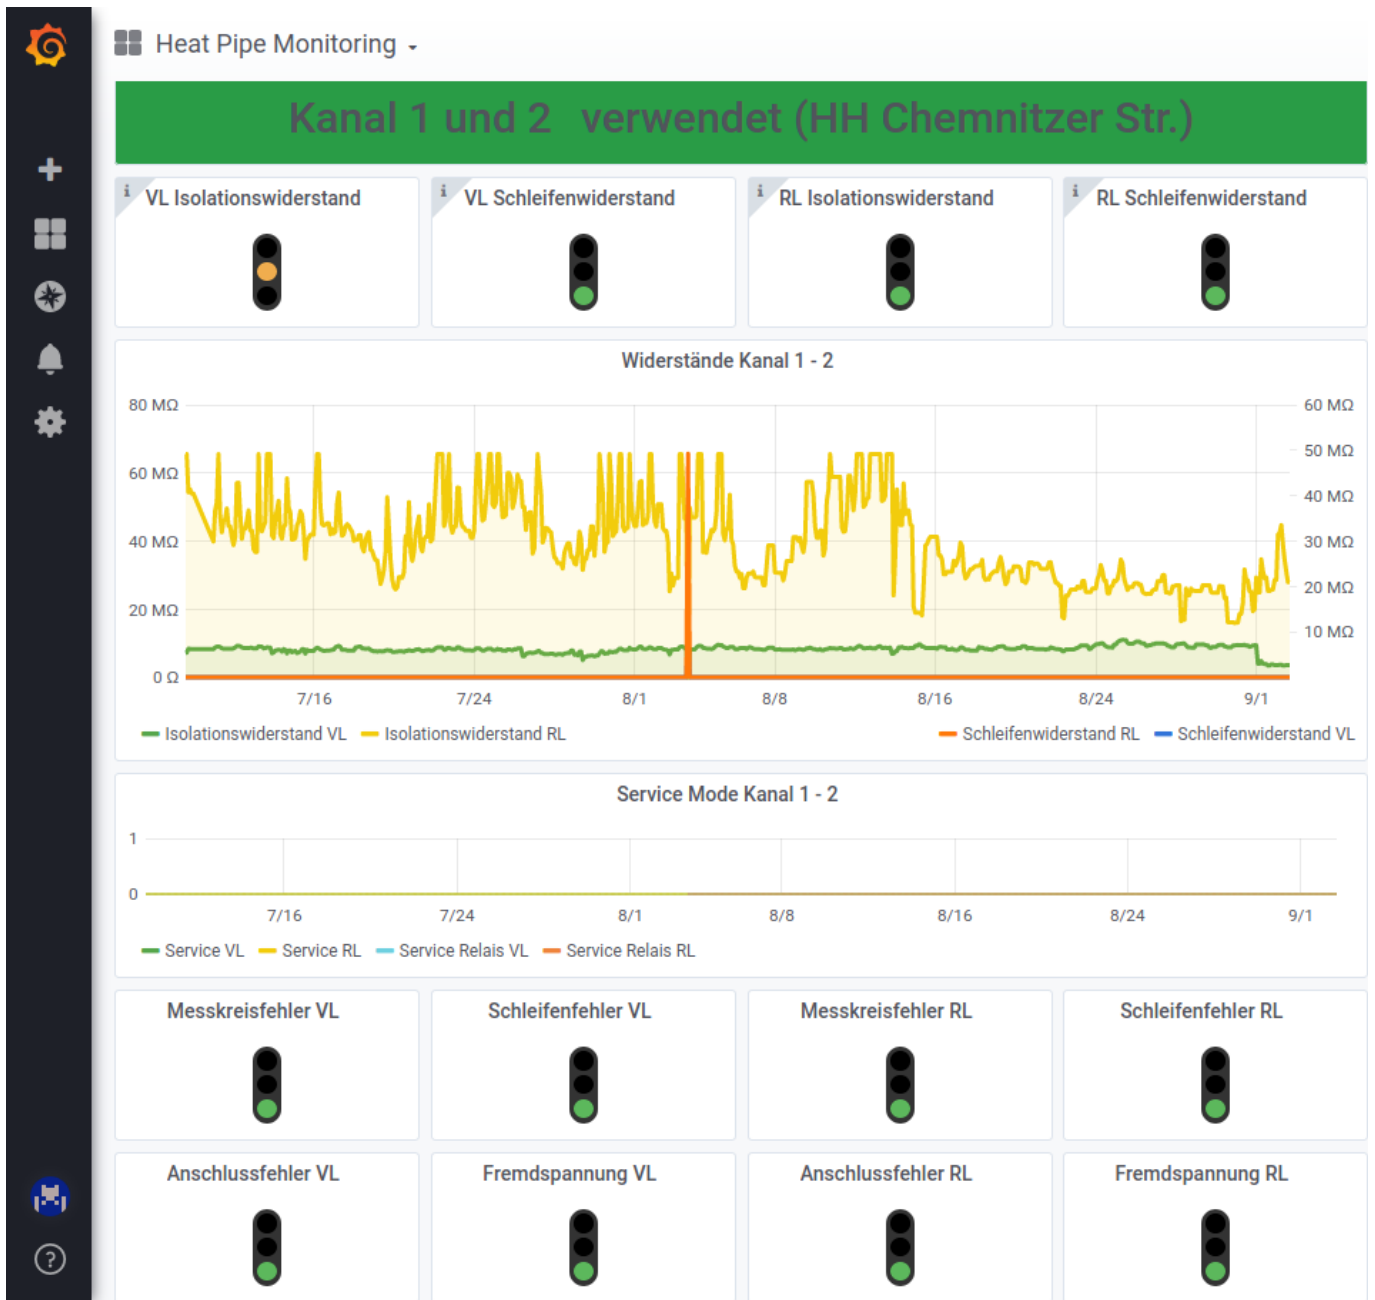 Heat Pipe Monitoring
Kanal 1 und 2 verwendet (HH Chemnitzer Str.)
i VL Isolationswiderstand
i VL Schleifenwiderstand
i RL Isolationswiderstand
i RL Schleifenwiderstand
Widerstände Kanal 1 - 2
80 MΩ
60 MΩ
40 MΩ
20 MΩ
0 Ω
60 MΩ
50 MΩ
40 MΩ
30 MΩ
20 MΩ
10 MΩ
7/16 7/24 8/1 8/8 8/16 8/24 9/1
Isolationswiderstand VL Isolationswiderstand RL Schleifenwiderstand RL Schleifenwiderstand VL
Service Mode Kanal 1 - 2
1
0
7/16 7/24 8/1 8/8 8/16 8/24 9/1
Service VL Service RL Service Relais VL Service Relais RL
Messkreisfehler VL
Schleifenfehler VL
Messkreisfehler RL
Schleifenfehler RL
Anschlussfehler VL
Fremdspannung VL
Anschlussfehler RL
Fremdspannung RL
?